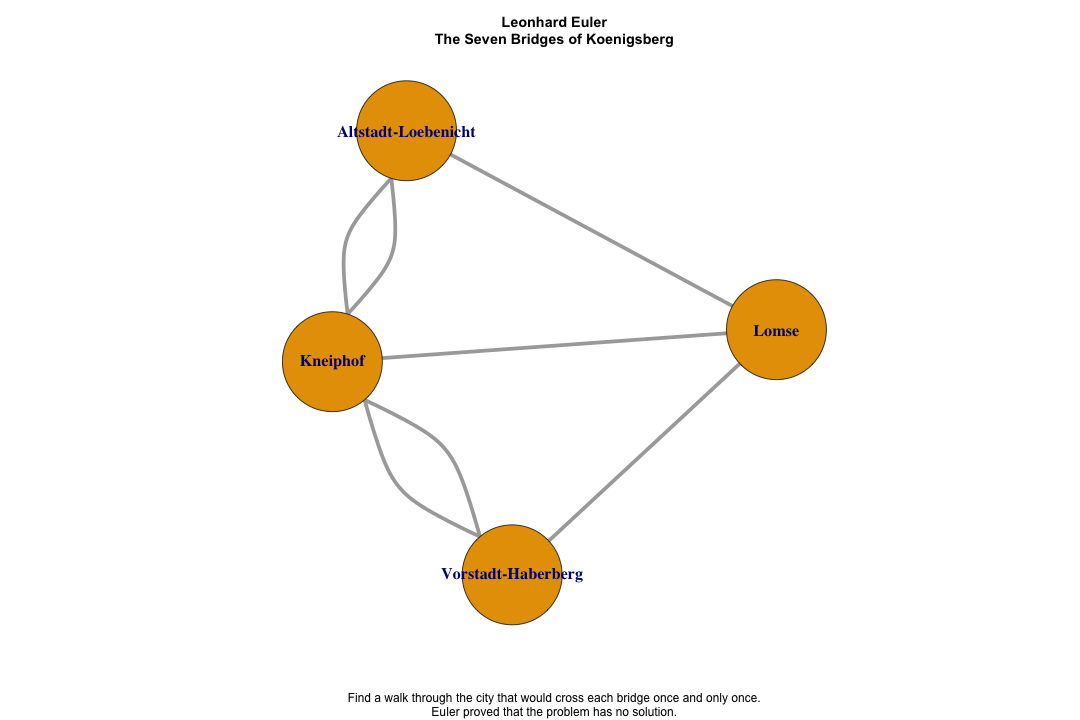 Leonhard Euler
The Seven Bridges of Koenigsberg
Altstadt-Loebenicht
Lomse
Kneiphof
Vorstadt-Haberberg
Find a walk through the city that would cross each bridge once and only once.
Euler proved that the problem has no solution.